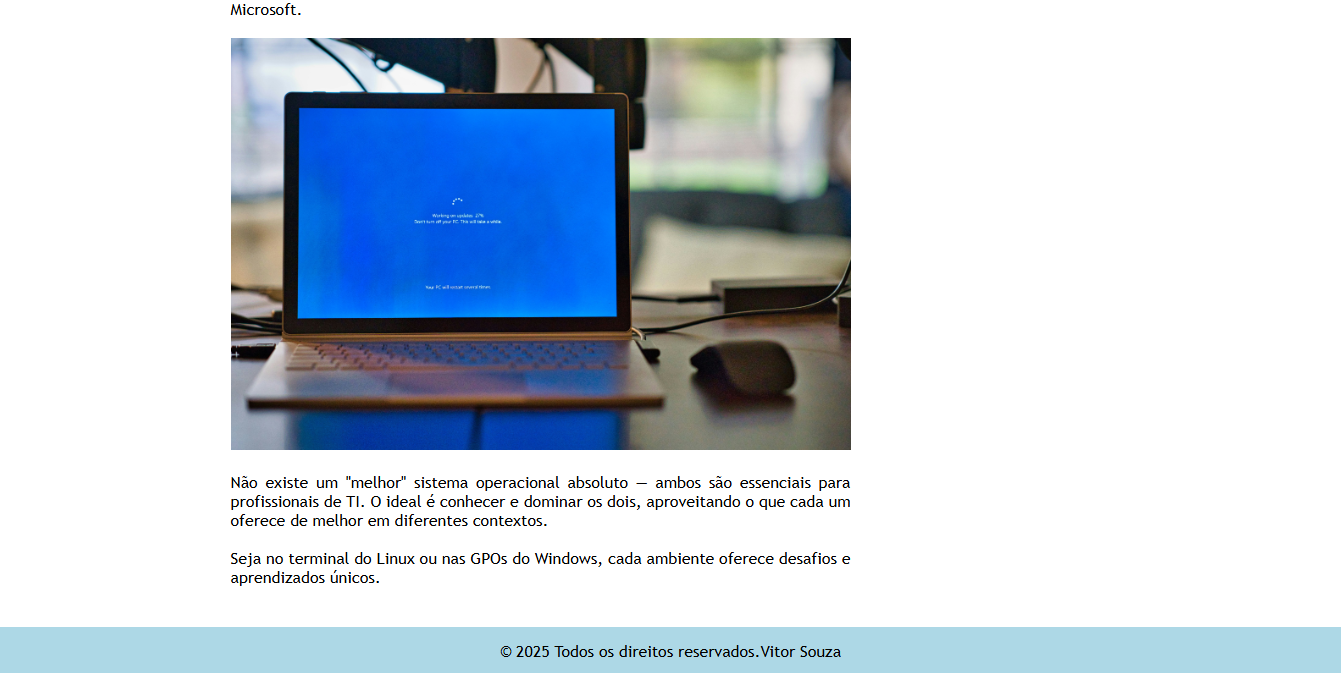 Microsoft.
Working on updates 27%
Don't turn off your PC. This will take a while.
Your PC will restart several times
Não existe um "melhor" sistema operacional absoluto — ambos são essenciais para
profissionais de TI. O ideal é conhecer e dominar os dois, aproveitando o que cada um
oferece de melhor em diferentes contextos.
Seja no terminal do Linux ou nas GPOs do Windows, cada ambiente oferece desafios e
aprendizados únicos.
© 2025 Todos os direitos reservados.Vitor Souza